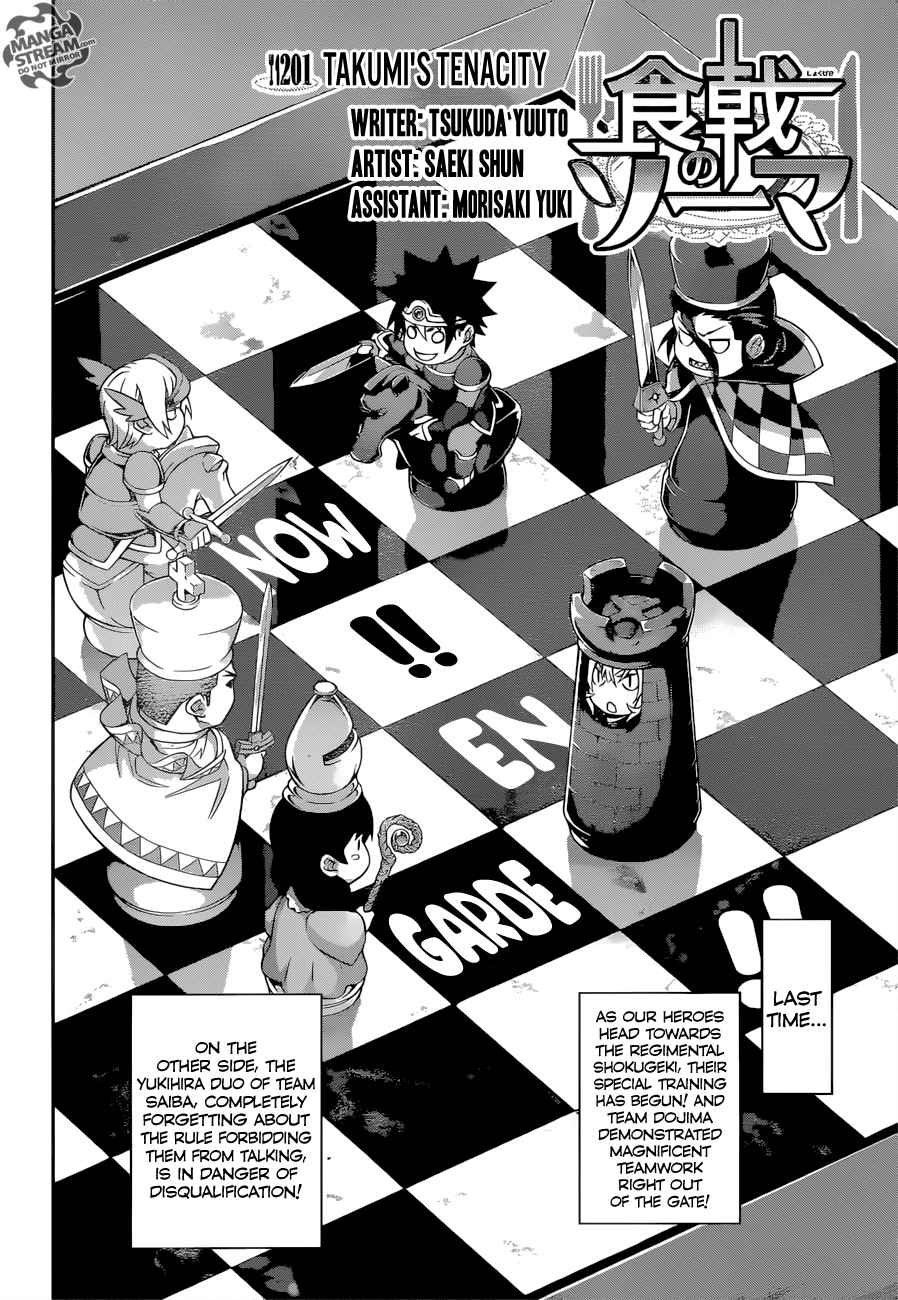 MANGA
STREAM.com
DO NOT MIRROR
201 TAKUMI'S TENACITY
WRITER: TSUKUDA YUUTO
ARTIST: SAEKI SHUN
ASSISTANT: MORISAKI YUKI
しょくげき
食戟の
ソーマ
NOW
!!
EN
GARDE
!!
LAST
TIME...
AS OUR HEROES
HEAD TOWARDS
THE REGIMENTAL
SHOKUGEKI, THEIR
SPECIAL TRAINING
HAS BEGUN! AND
TEAM DOJIMA
DEMONSTRATED
MAGNIFICENT
TEAMWORK
RIGHT OUT
OF THE GATE!
ON THE
OTHER SIDE, THE
YUKIHIRA DUO OF TEAM
SAIBA, COMPLETELY
FORGETTING ABOUT
THE RULE FORBIDDING
THEM FROM TALKING,
IS IN DANGER OF
DISQUALIFICATION!